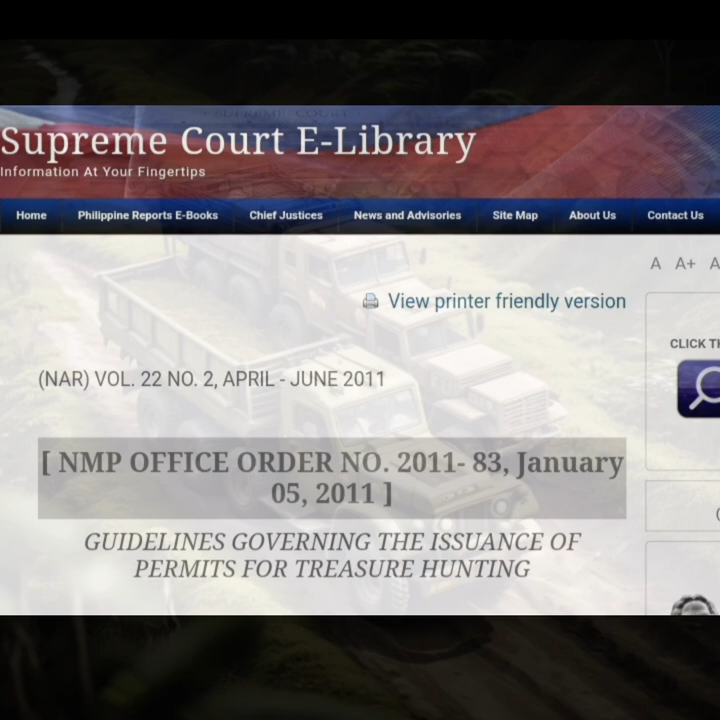 Supreme Court E-Library
Information At Your Fingertips
Home Philippine Reports E-Books Chief Justices News and Advisories Site Map About Us Contact Us
A A+ A
View printer friendly version
CLICK TH
(NAR) VOL. 22 NO. 2, APRIL - JUNE 2011
[ NMP OFFICE ORDER NO. 2011- 83, January
05, 2011 ]
GUIDELINES GOVERNING THE ISSUANCE OF
PERMITS FOR TREASURE HUNTING